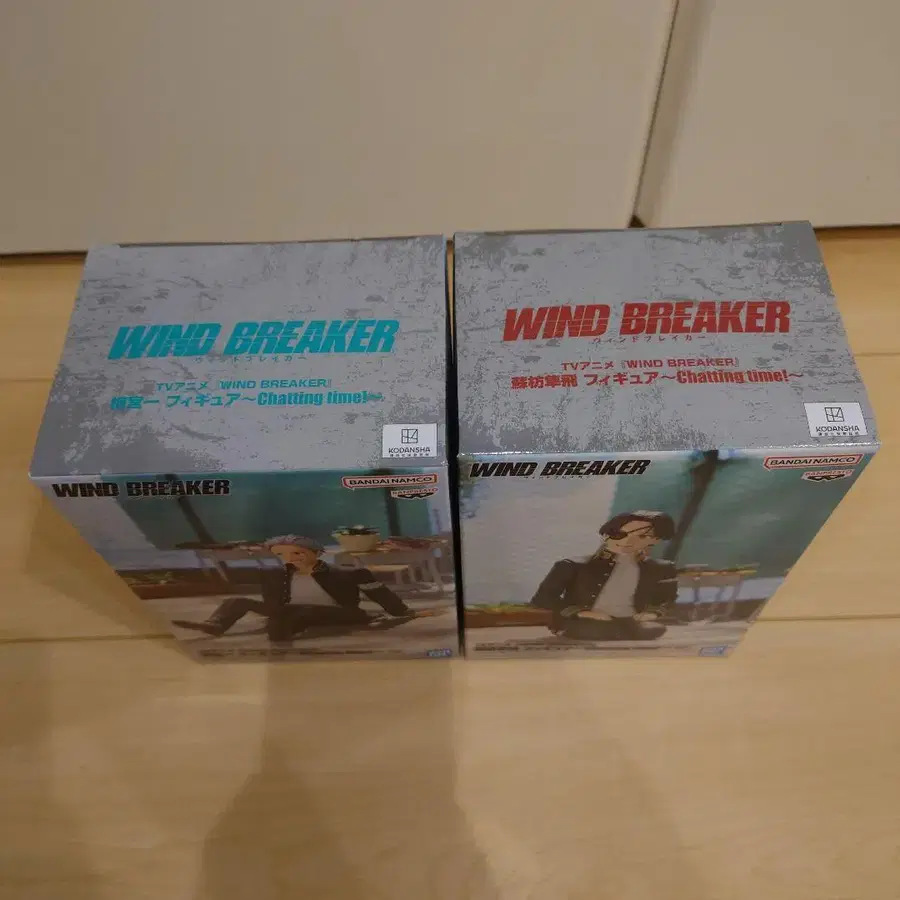 WIND BREAKER
ウィンドブレイカー
TVアニメ『WIND BREAKER』
梅宮一 フィギュア～Chatting time!～
KODANSHA
WIND BREAKER
BANDAI NAMCO
WIND BREAKER
ウィンドブレイカー
TVアニメ『WIND BREAKER』
蘇枋隼飛 フィギュア～Chatting time!～
KODANSHA
WIND BREAKER
BANDAI NAMCO
BANPRESTO